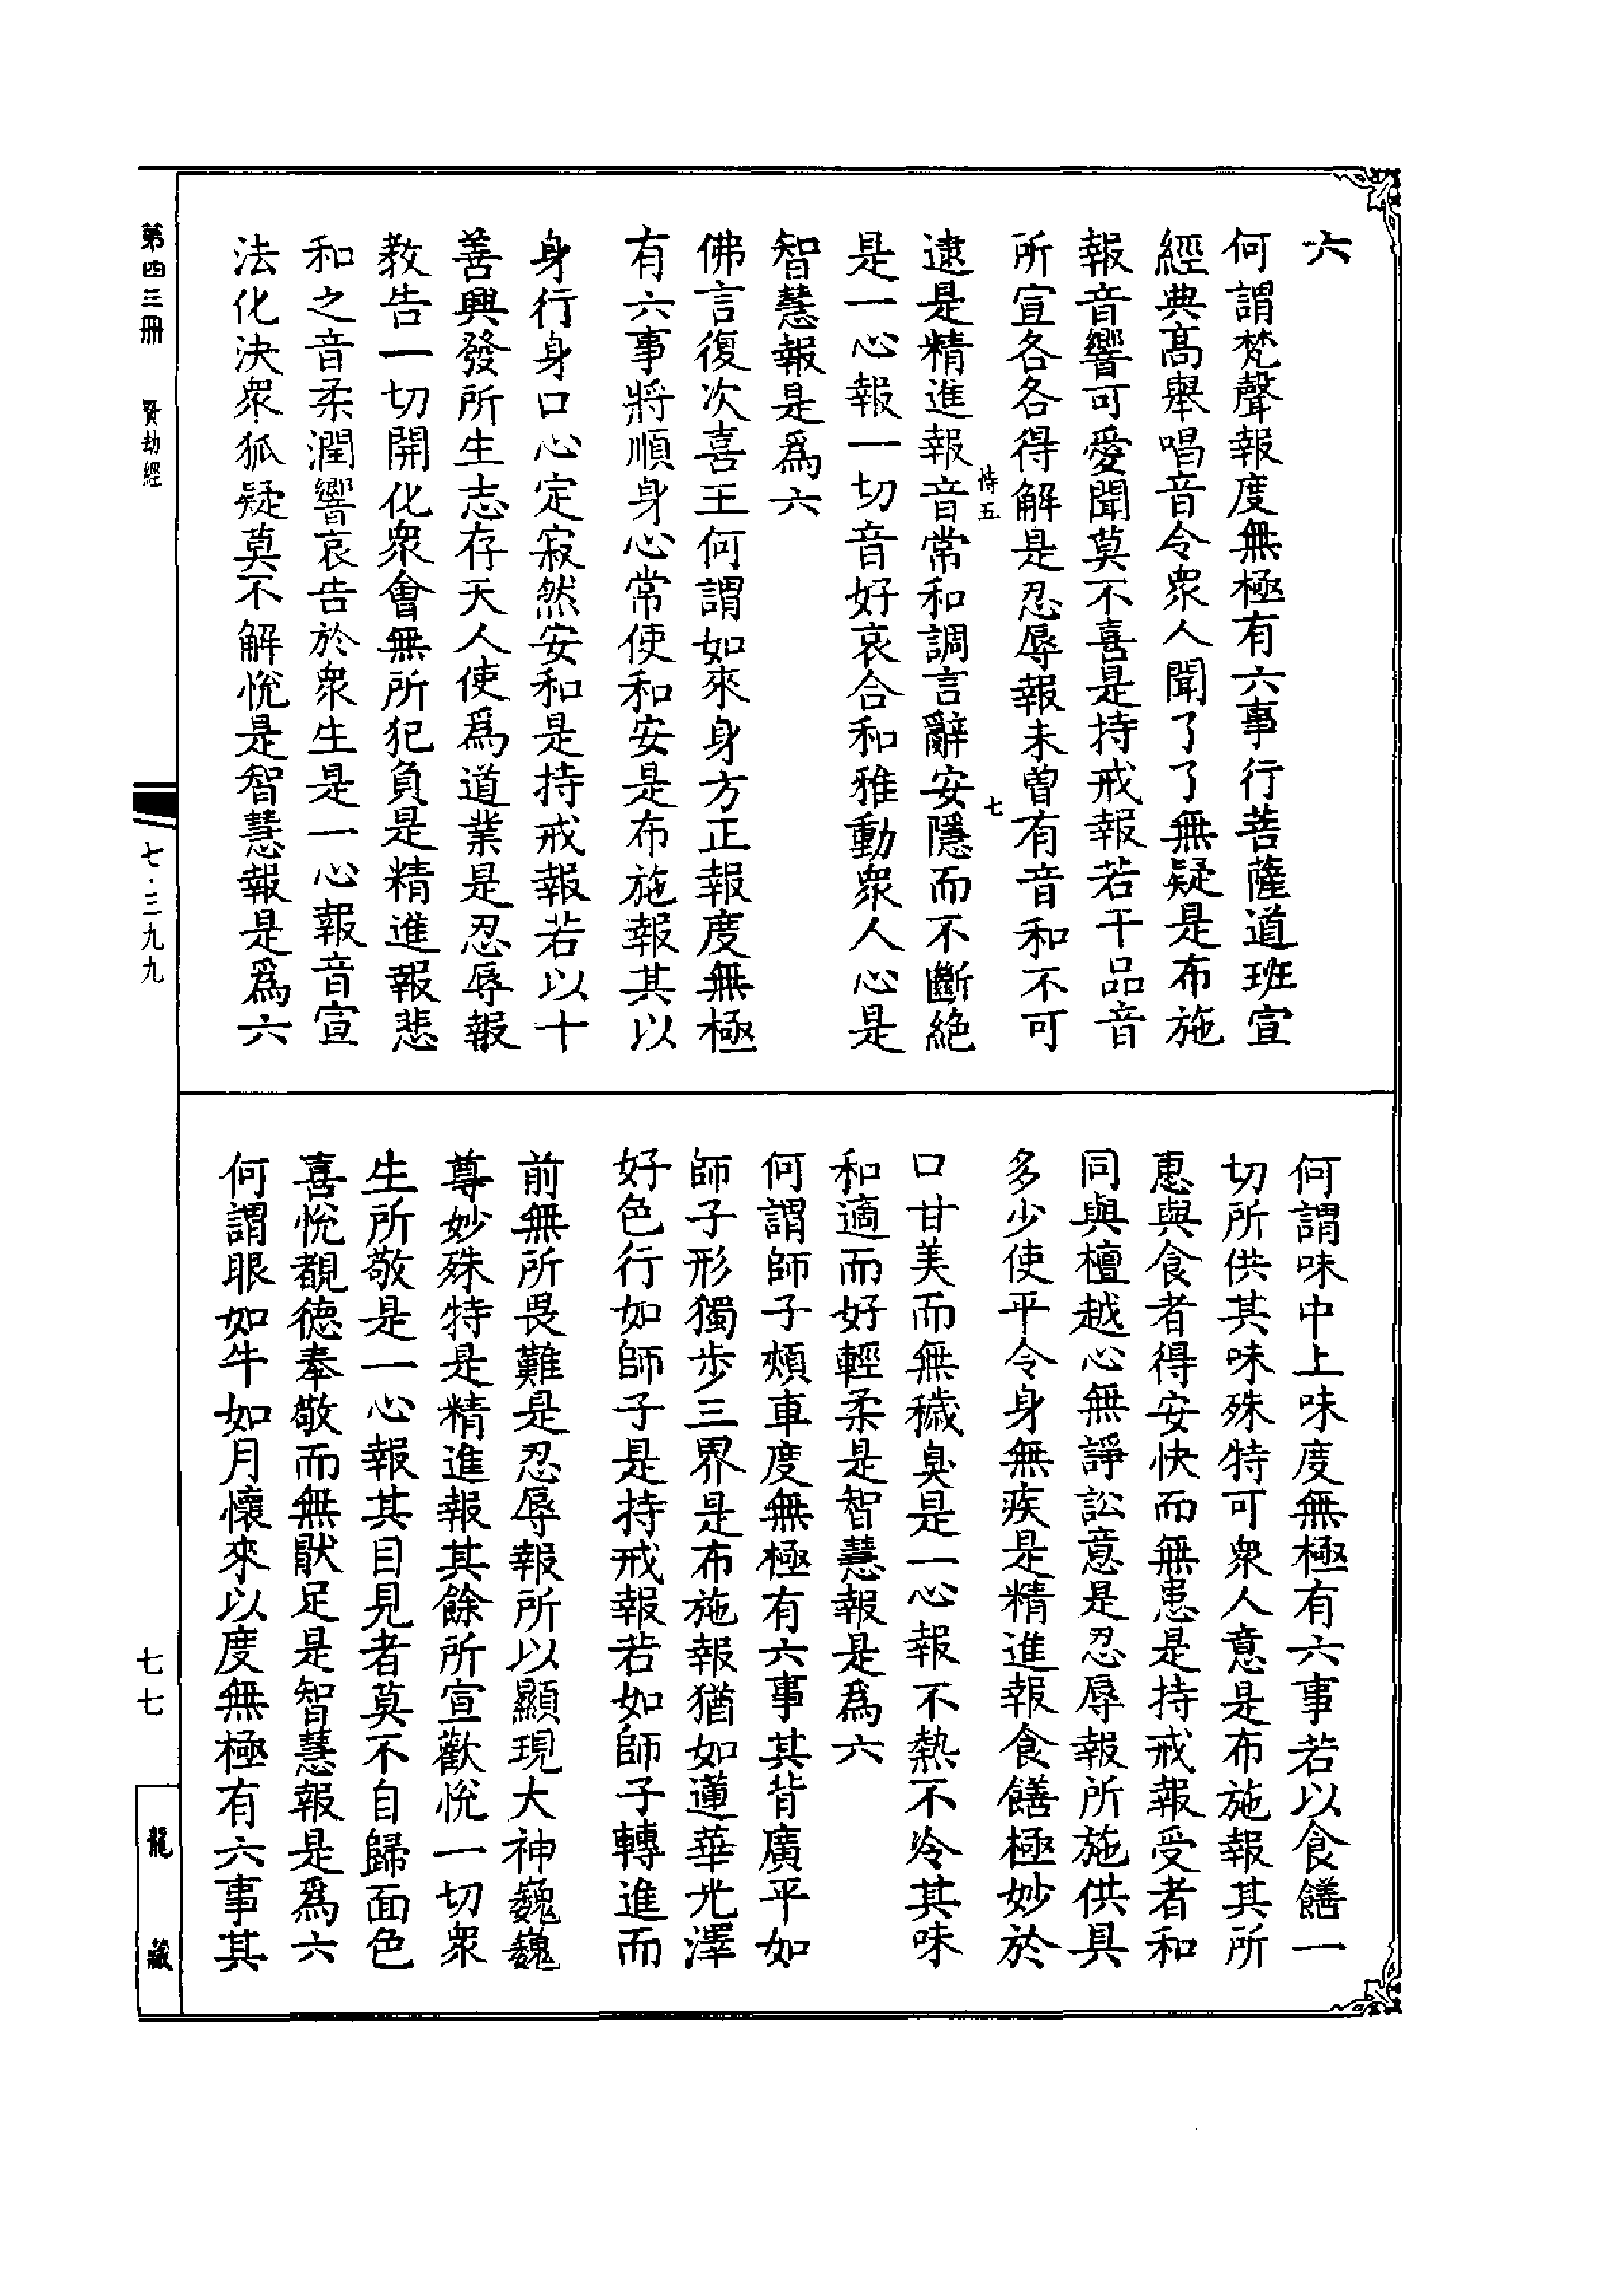 六
何謂梵聲報度無極有六事行菩薩道班宣
經典高舉唱音令衆人聞了了無疑是布施
報音響可愛聞莫不喜是持戒報若干品音
所宣各各得解是忍辱報未曽有音和不可
恃五
七
逮是精進報音常和調言辭安隱而不斷絶
是一心報一切音好哀合和雅動衆人心是
智慧報是爲六
佛言復次喜王何謂如來身方正報度無極
有六事將順身心常使和安是布施報其以
身行身口心定寂然安和是持戒報若以十
善興發所生志存天人使爲道業是忍辱報
教告一切開化衆會無所犯負是精進報悲
和之音柔潤響哀告於衆生是一心報音宣
法化決衆狐疑莫不解悅是智慧報是爲六
何謂味中上味度無極有六事若以食饍一
切所供其味殊特可衆人意是布施報其所
惠與食者得安快而無患是持戒報受者和
同與檀越心無諍訟意是忍辱報所施供具
多少使平令身無疾是精進報食饍極妙於
口甘美而無穢臭是一心報不熱不冷其味
和適而好輕柔是智慧報是爲六
何謂師子頰車度無極有六事其背廣平如
師子形獨步三界是布施報猶如蓮華光澤
好色行如師子是持戒報若如師子轉進而
前無所畏難是忍辱報所以顯現大神巍巍
尊妙殊特是精進報其餘所宣歡悅一切衆
生所敬是一心報其目見者莫不自歸面色
喜悅覩德奉敬而無猒足是智慧報是爲六
何謂眼如牛如月懷來以度無極有六事其
第四三冊 賢劫經
七·三九九
七七
龍藏